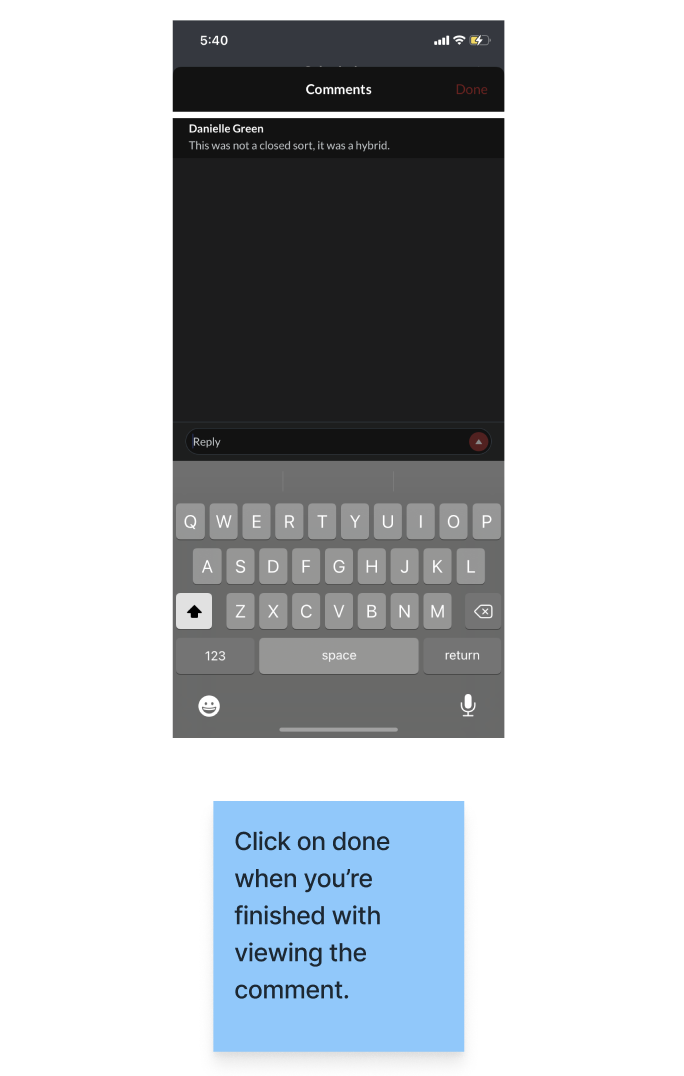 5:40
Comments Done
Danielle Green
This was not a closed sort, it was a hybrid.
Reply
Q W E R T Y U I O P
A S D F G H J K L
Z X C V B N M
123 space return
Click on done
when you’re
finished with
viewing the
comment.